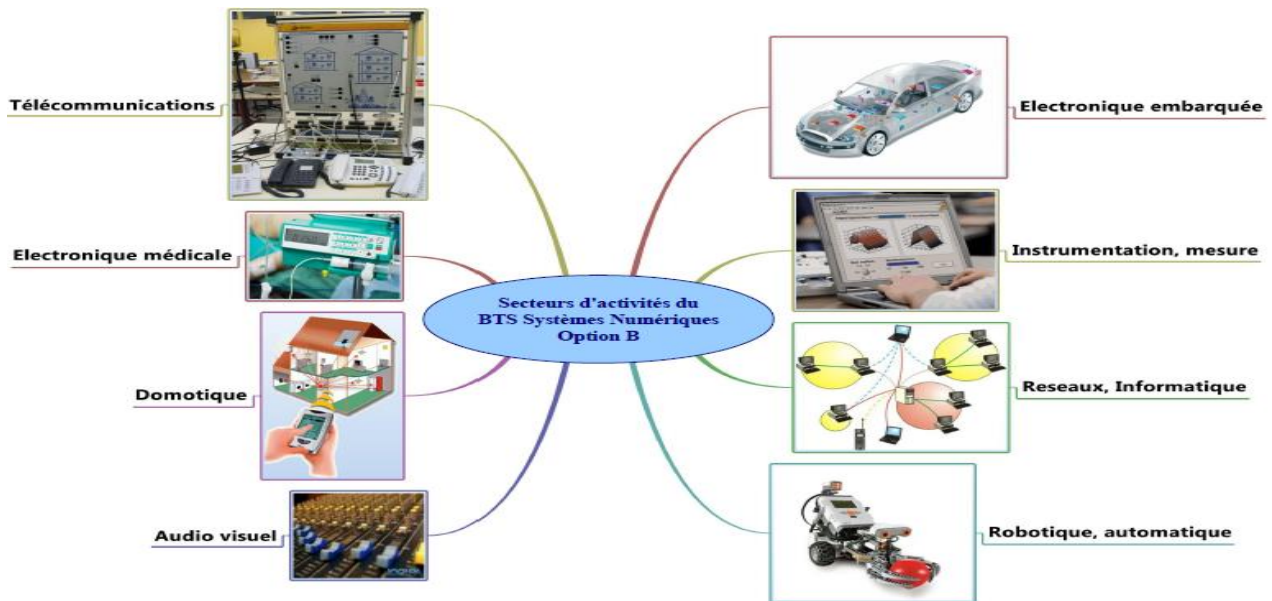 Télécommunications
Electronique médicale
Domotique
Audio visuel
Secteurs d'activités du
BTS Systèmes Numériques
Option B
Electronique embarquée
Instrumentation, mesure
Reseaux, Informatique
Robotique, automatique